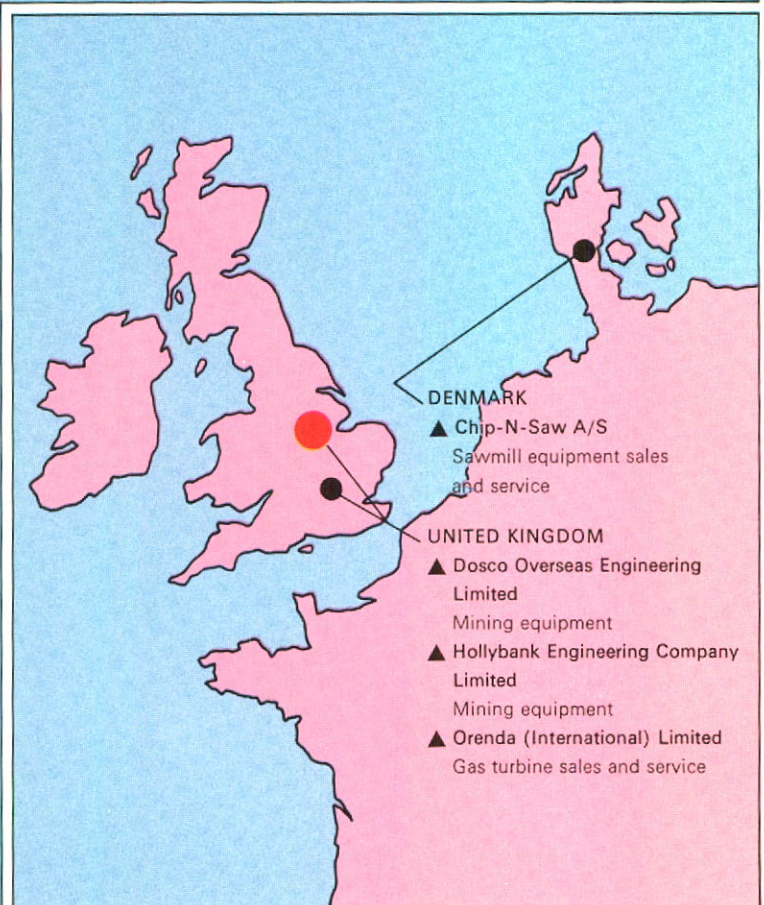 DENMARK
▲ Chip-N-Saw A/S
Sawmill equipment sales
and service
UNITED KINGDOM
▲ Dosco Overseas Engineering
Limited
Mining equipment
▲ Hollybank Engineering Company
Limited
Mining equipment
▲ Orenda (International) Limited
Gas turbine sales and service